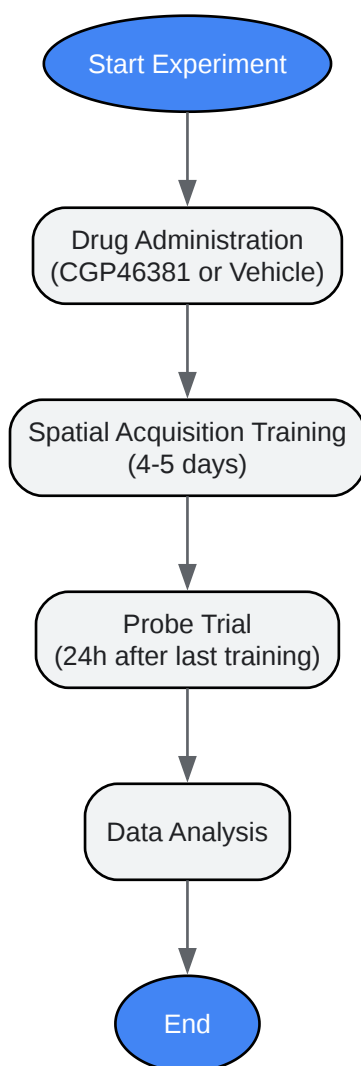 Start Experiment
Drug Administration
(CGP46381 or Vehicle)
Spatial Acquisition Training
(4-5 days)
Probe Trial
(24h after last training)
Data Analysis
End